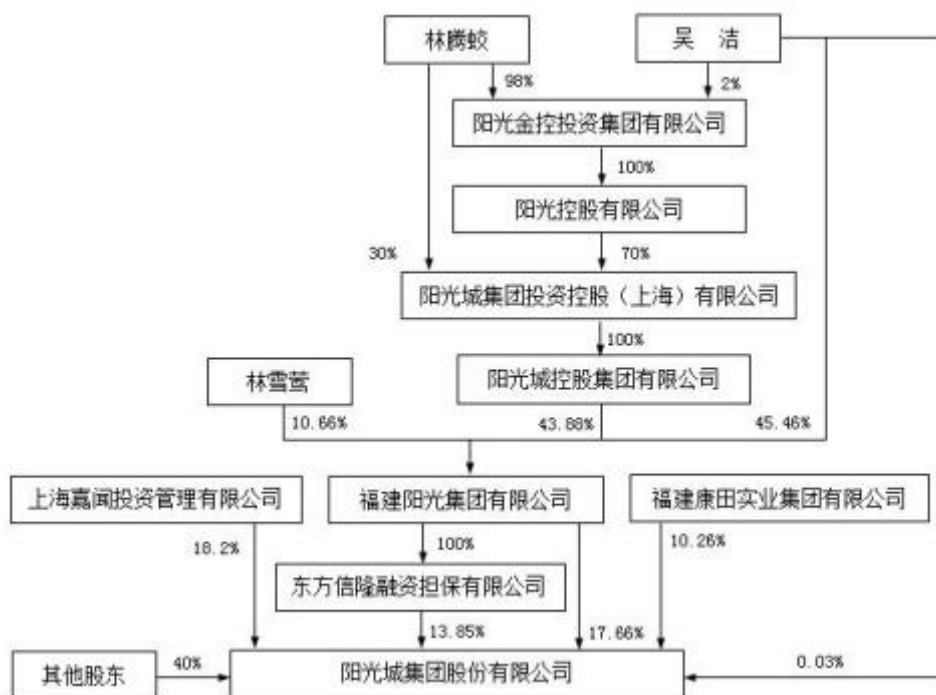 林腾蛟
吴 洁
98%
2%
阳光金控投资集团有限公司
100%
阳光控股有限公司
30%
70%
阳光城集团投资控股（上海）有限公司
100%
林雪莺
阳光城控股集团有限公司
10.66%
43.88%
45.46%
上海嘉闻投资管理有限公司
福建阳光集团有限公司
福建康田实业集团有限公司
18.2%
100%
10.26%
东方信隆融资担保有限公司
13.85%
17.66%
其他股东
40%
阳光城集团股份有限公司
0.03%